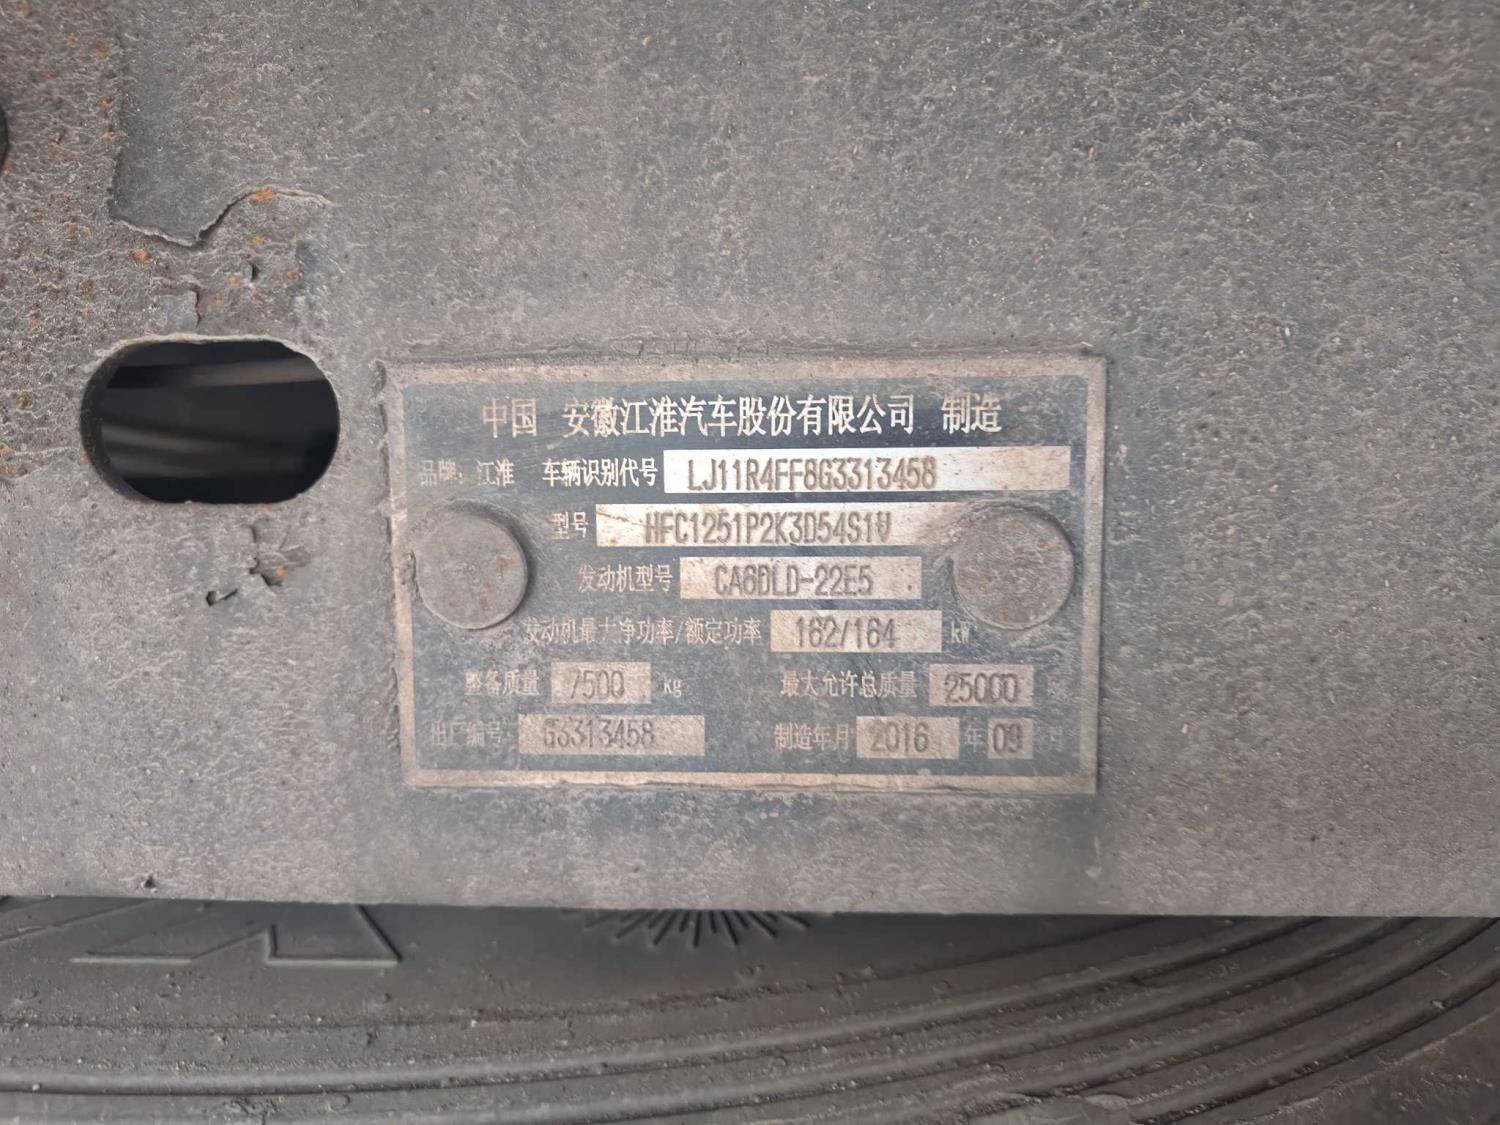 中国 安徽江淮汽车股份有限公司 制造
品牌：江淮 车辆识别代号 LJ11R4FF8G3313458
型号 HFC1251P2K3D54S1V
发动机型号 CA6DLD-22E5
发动机最大净功率/额定功率 162/164 kW
整备质量 7500 kg 最大允许总质量 25000 kg
出厂编号 G3313458 制造年月 2016 年 09 月